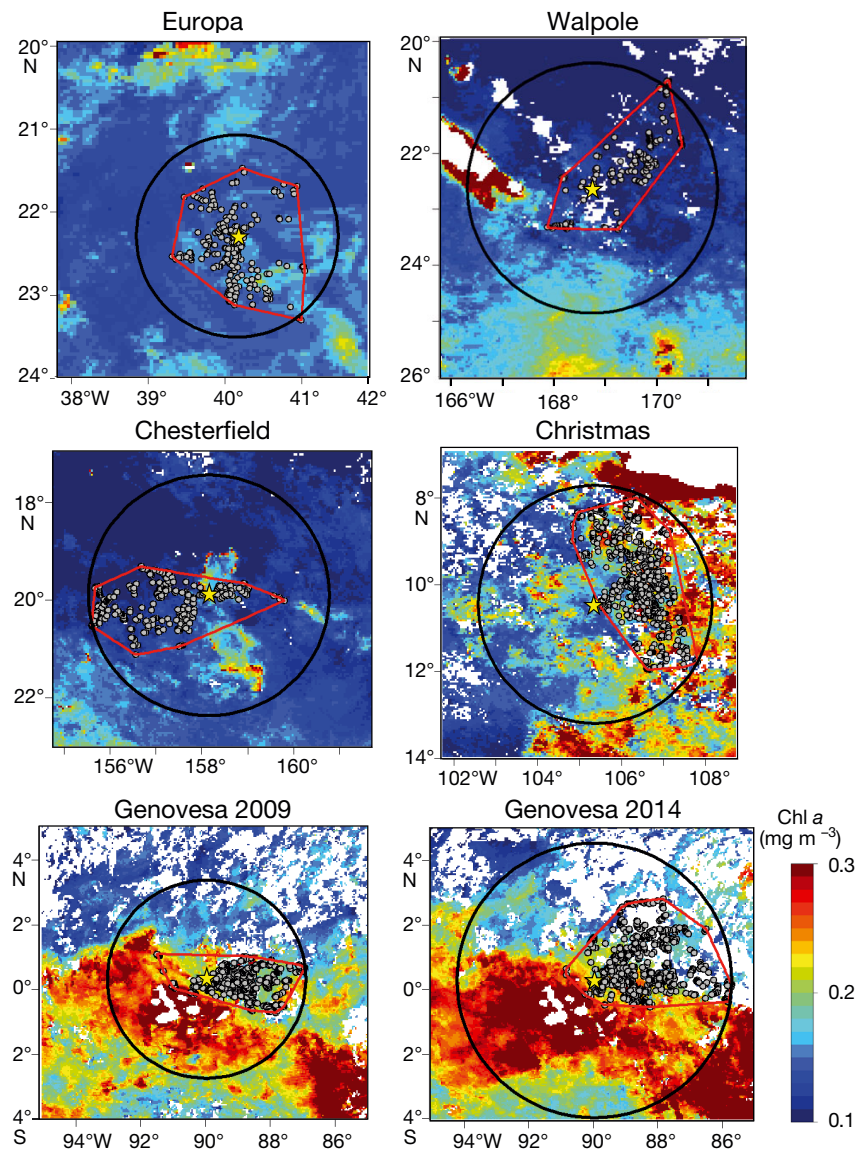 Europa
Walpole
20°
N
21°
22°
23°
24°
38°W 39° 40° 41° 42°
20°
N
22°
24°
26°
166°W 168° 170°
Chesterfield
Christmas
18°
N
20°
22°
156°W 158° 160°
8°
N
10°
12°
14°
102°W 104° 106° 108°
Genovesa 2009
Genovesa 2014
4°
N
2°
0°
2°
4°
S
94°W 92° 90° 88° 86°
4°
N
2°
0°
2°
4°
S
94°W 92° 90° 88° 86°
Chl a
(mg m –3)
0.3
0.2
0.1